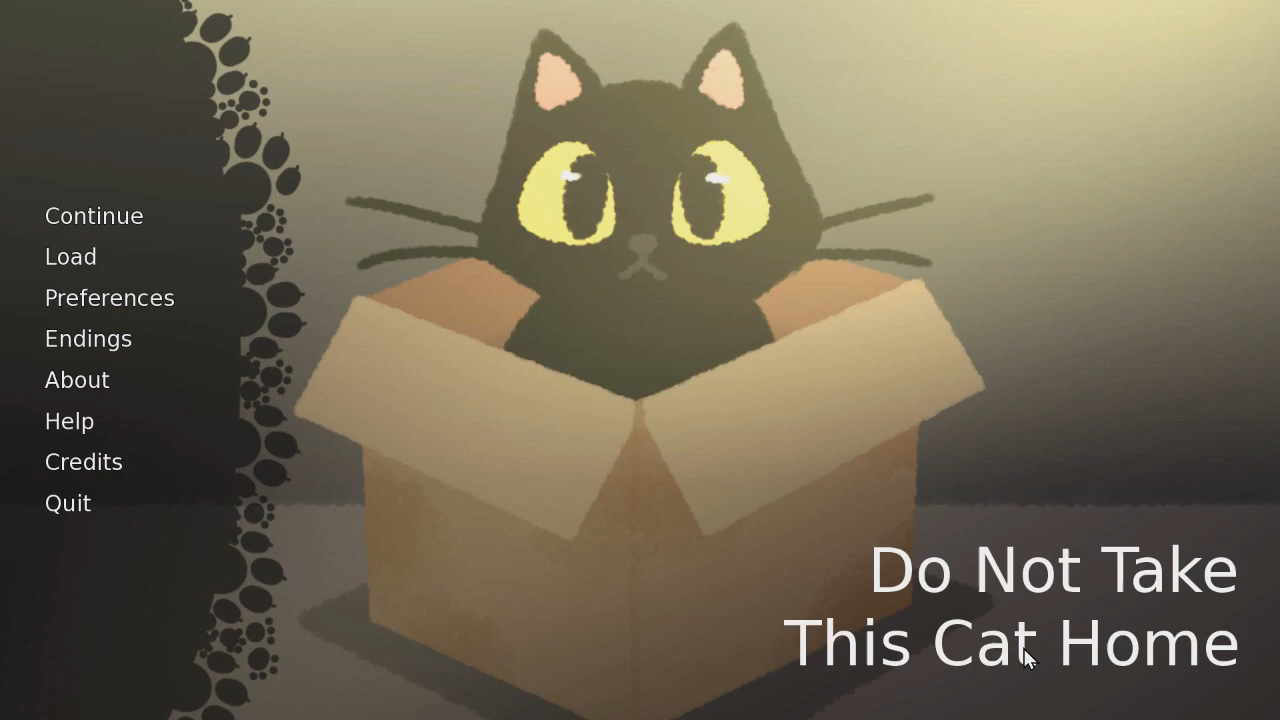 Continue
Load
Preferences
Endings
About
Help
Credits
Quit
Do Not Take
This Cat Home